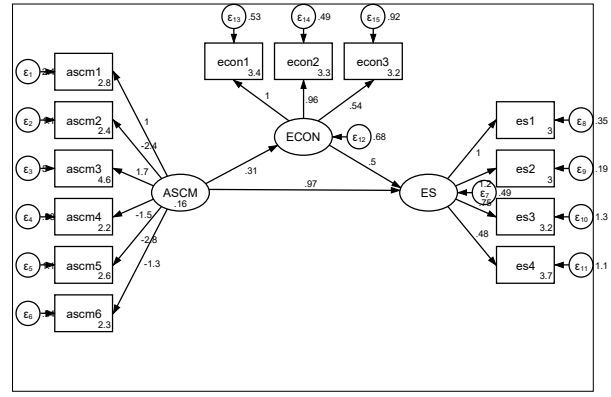 ε13 .53
ε14 .49
ε15 .92
econ1 3.4
econ2 3.3
econ3 3.2
1
.96
.54
ECON
ε12 .68
ε1
ascm1 2.8
ε2
ascm2 2.4
ε3
ascm3 4.6
ε4
ascm4 2.2
ε5
ascm5 2.6
ε6
ascm6 2.3
1
-2.4
1.7
-1.5
-2.8
-1.3
ASCM .16
.31
.97
.5
ES
ε7 .49
1
1.2
.75
.48
es1 3
ε8 .35
es2 3
ε9 .19
es3 3.2
ε10 1.3
es4 3.7
ε11 1.1